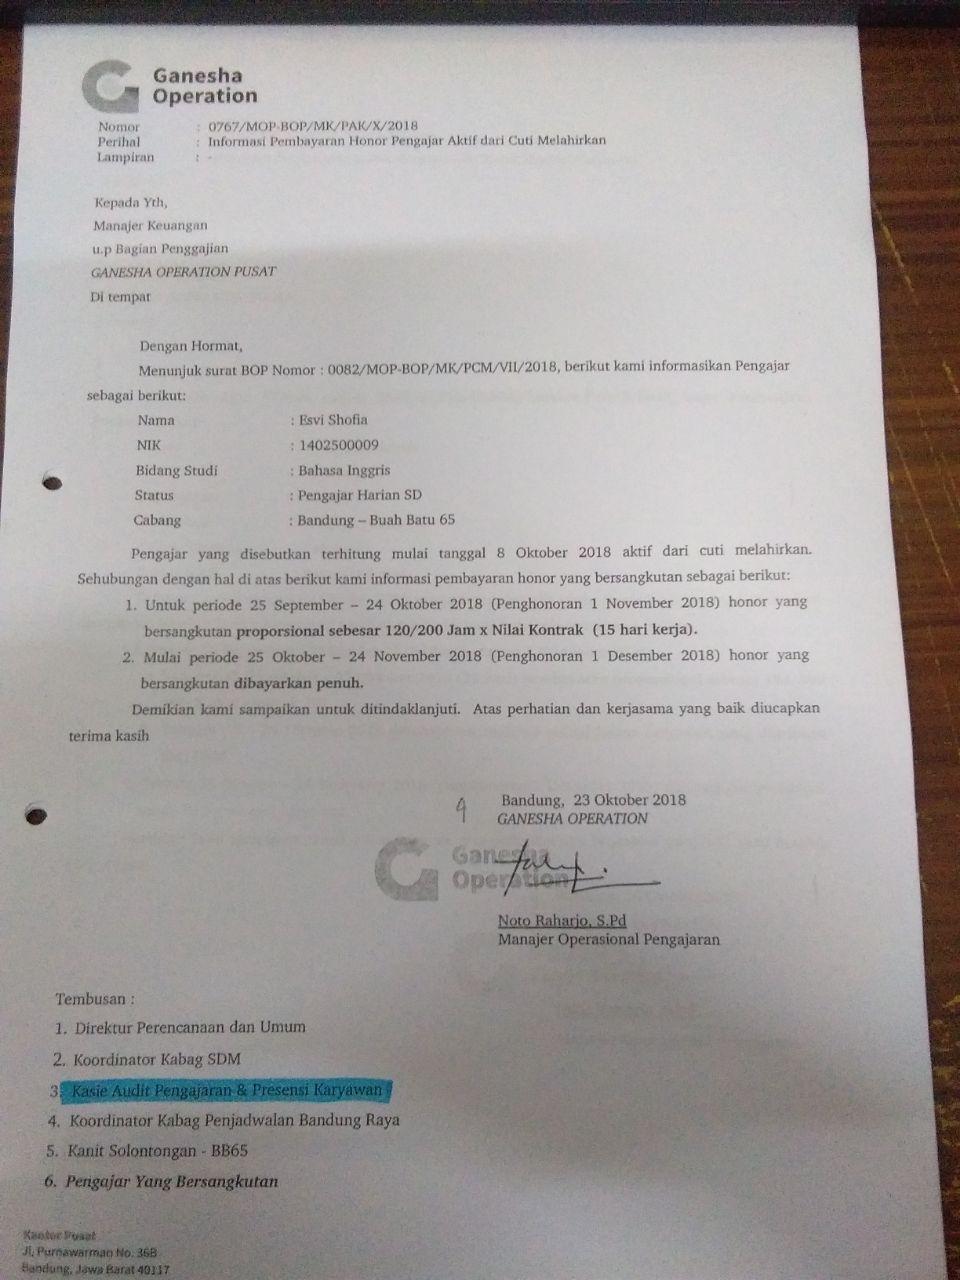 Ganesha
Operation
Nomor : 0767/MOP-BOP/MK/PAK/X/2018
Perihal : Informasi Pembayaran Honor Pengajar Aktif dari Cuti Melahirkan
Lampiran : -
Kepada Yth,
Manajer Keuangan
u.p Bagian Penggajian
GANESHA OPERATION PUSAT
Di tempat
Dengan Hormat,
Menunjuk surat BOP Nomor : 0082/MOP-BOP/MK/PCM/VII/2018, berikut kami informasikan Pengajar
sebagai berikut:
Nama : Esvi Shofia
NIK : 1402500009
Bidang Studi : Bahasa Inggris
Status : Pengajar Harian SD
Cabang : Bandung – Buah Batu 65
Pengajar yang disebutkan terhitung mulai tanggal 8 Oktober 2018 aktif dari cuti melahirkan.
Sehubungan dengan hal di atas berikut kami informasi pembayaran honor yang bersangkutan sebagai berikut:
1. Untuk periode 25 September – 24 Oktober 2018 (Penghonoran 1 November 2018) honor yang
bersangkutan proporsional sebesar 120/200 Jam x Nilai Kontrak (15 hari kerja).
2. Mulai periode 25 Oktober – 24 November 2018 (Penghonoran 1 Desember 2018) honor yang
bersangkutan dibayarkan penuh.
Demikian kami sampaikan untuk ditindaklanjuti. Atas perhatian dan kerjasama yang baik diucapkan
terima kasih
Bandung, 23 Oktober 2018
GANESHA OPERATION
Ganesha
Operation
Noto Raharjo, S.Pd
Manajer Operasional Pengajaran
Tembusan :
1. Direktur Perencanaan dan Umum
2. Koordinator Kabag SDM
3. Kasie Audit Pengajaran & Presensi Karyawan
4. Koordinator Kabag Penjadwalan Bandung Raya
5. Kanit Solontongan - BB65
6. Pengajar Yang Bersangkutan
Kantor Pusat
Jl. Purnawarman No. 36B
Bandung, Jawa Barat 40117